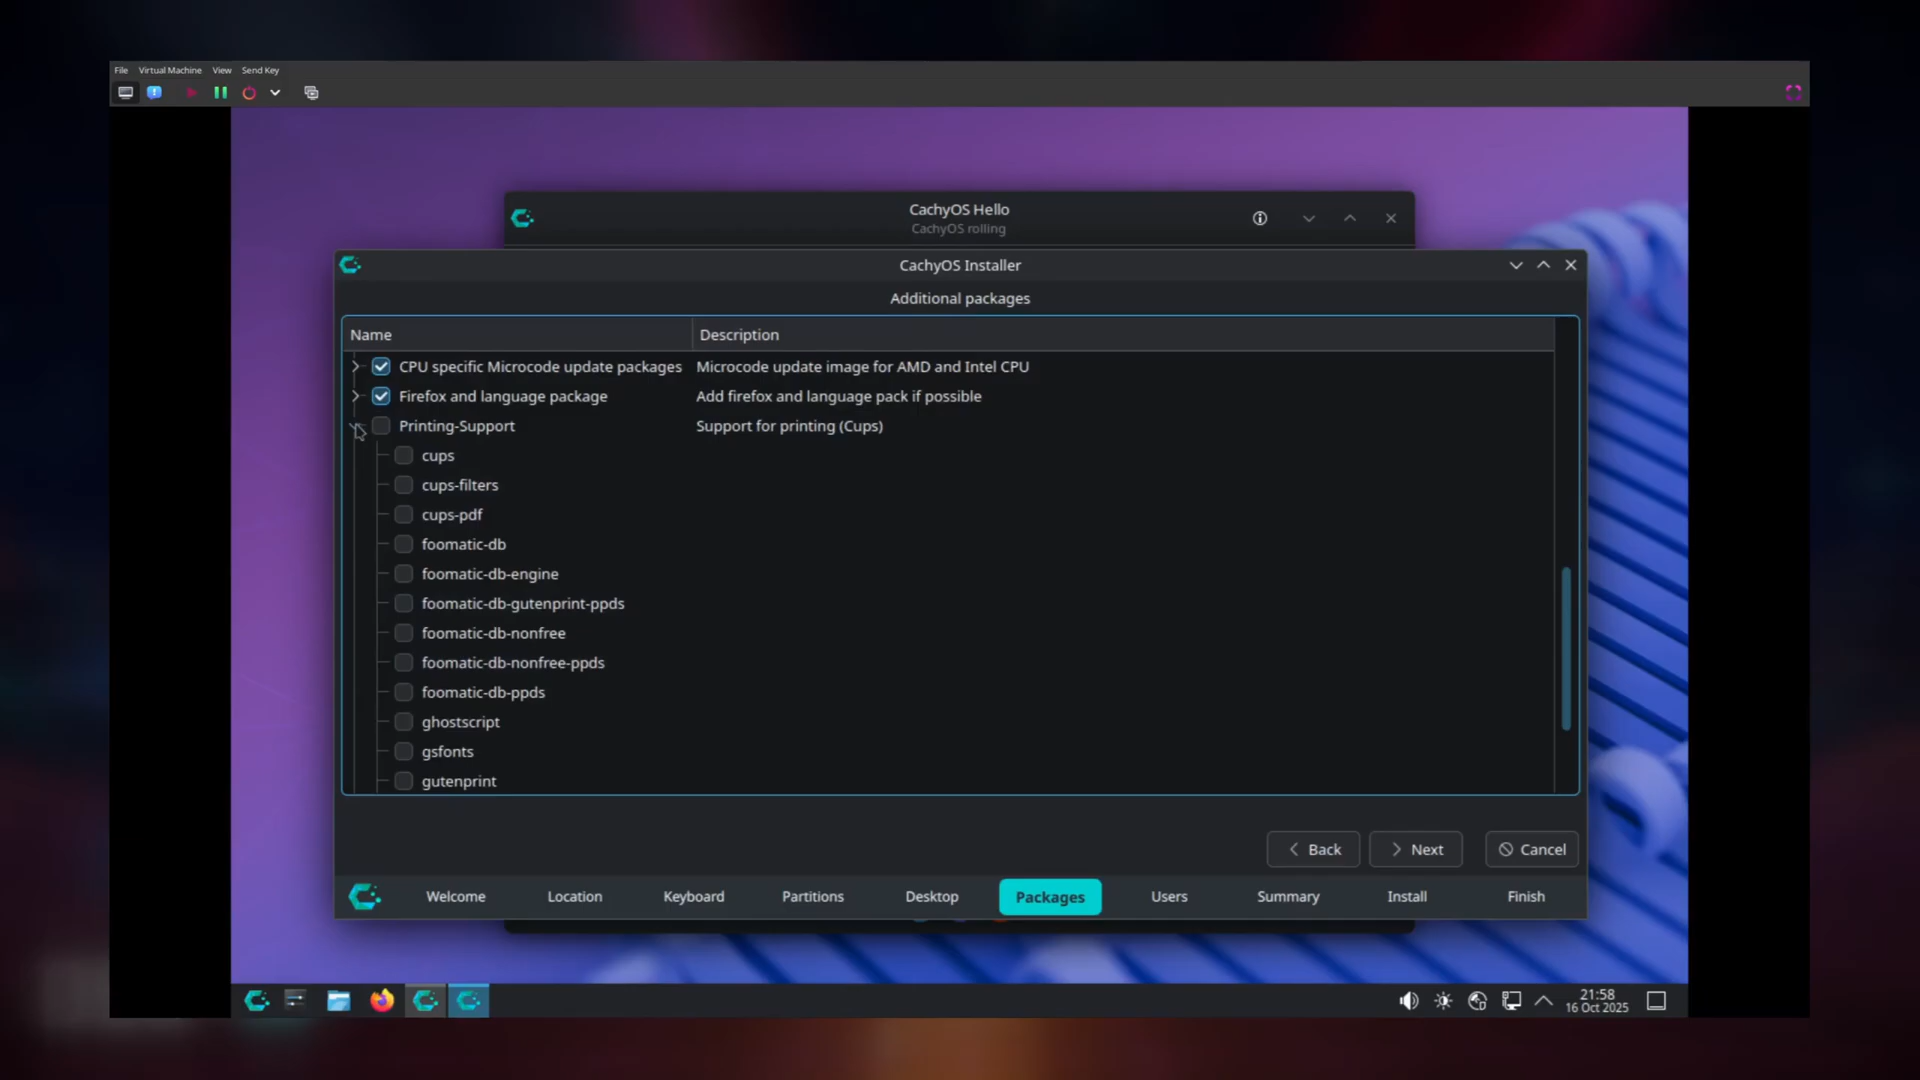 File Virtual Machine View Send Key
CachyOS Hello
CachyOS rolling
CachyOS Installer
Additional packages
Name Description
CPU specific Microcode update packages Microcode update image for AMD and Intel CPU
Firefox and language package Add firefox and language pack if possible
Printing-Support Support for printing (Cups)
cups
cups-filters
cups-pdf
foomatic-db
foomatic-db-engine
foomatic-db-gutenprint-ppds
foomatic-db-nonfree
foomatic-db-nonfree-ppds
foomatic-db-ppds
ghostscript
gsfonts
gutenprint
Back Next Cancel
Welcome Location Keyboard Partitions Desktop Packages Users Summary Install Finish
21:58
16 Oct 2025